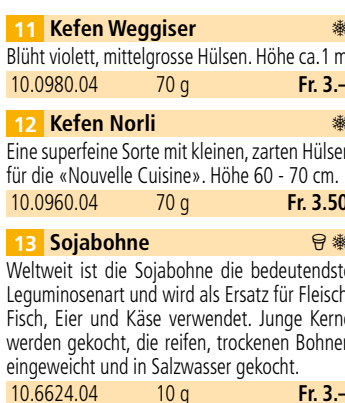 11 Kefen Weggiser
Blüht violett, mittelgrosse Hülsen. Höhe ca. 1 m
10.0980.04 70 g Fr. 3.–
12 Kefen Norli
Eine superfeine Sorte mit kleinen, zarten Hülsen
für die «Nouvelle Cuisine». Höhe 60 - 70 cm.
10.0960.04 70 g Fr. 3.50
13 Sojabohne
Weltweit ist die Sojabohne die bedeutendste
Leguminosenart und wird als Ersatz für Fleisch
Fisch, Eier und Käse verwendet. Junge Kerne
werden gekocht, die reifen, trockenen Bohnen
eingeweicht und in Salzwasser gekocht.
10.6624.04 10 g Fr. 3.–